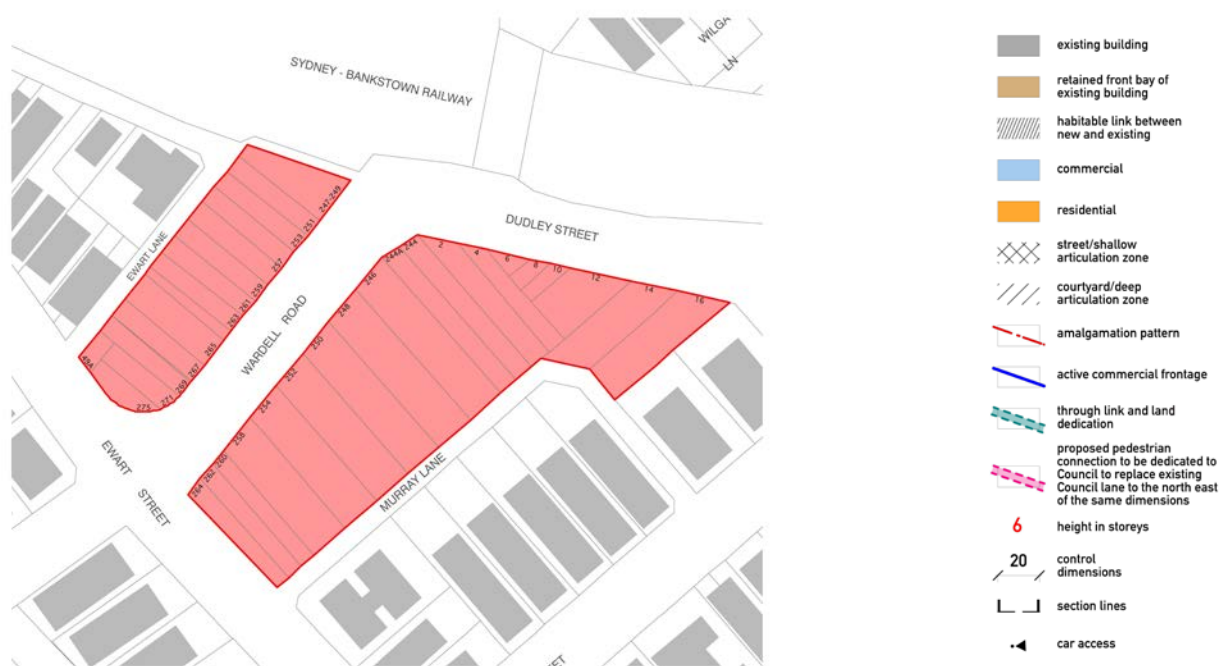 WILGA
LN
SYDNEY - BANKSTOWN RAILWAY
DUDLEY STREET
EWART LANE
WARDELL ROAD
MURRAY LANE
EWART
STREET
247-249
251
253
257
259
261
263
265
267
269
271
275
49A
244
244A
246
248
250
252
254
258
260
262
264
2
4
6
8
10
12
14
16
existing building
retained front bay of
existing building
habitable link between
new and existing
commercial
residential
street/shallow
articulation zone
courtyard/deep
articulation zone
amalgamation pattern
active commercial frontage
through link and land
dedication
proposed pedestrian
connection to be dedicated to
Council to replace existing
Council lane to the north east
of the same dimensions
6 height in storeys
20 control
dimensions
section lines
car access